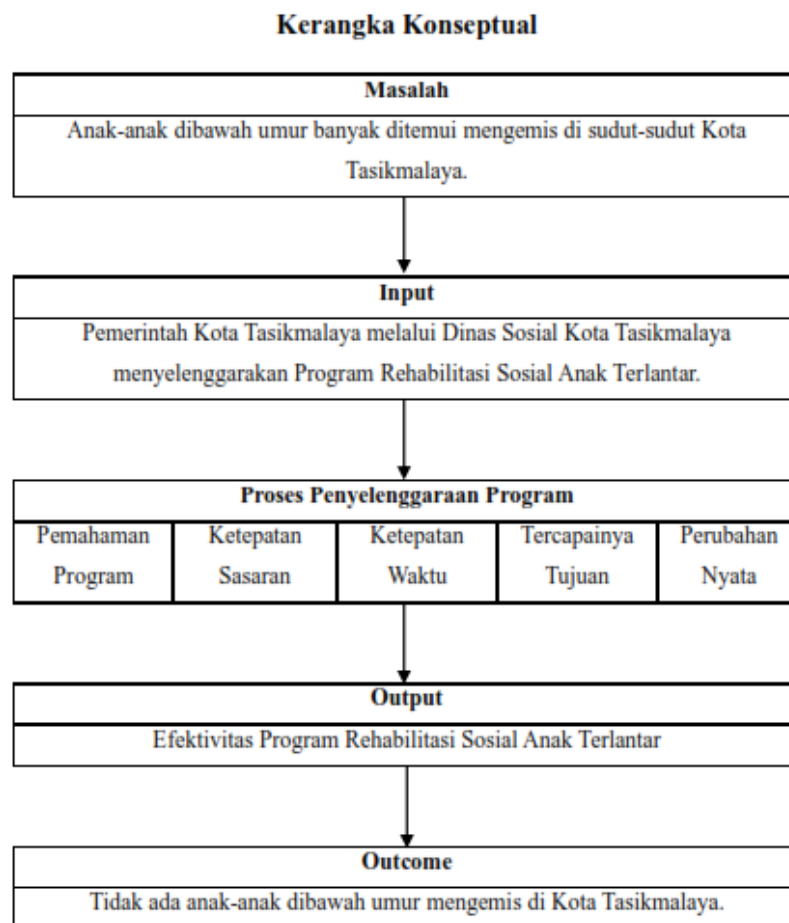 Kerangka Konseptual
Masalah
Anak-anak dibawah umur banyak ditemui mengemis di sudut-sudut Kota
Tasikmalaya.
Input
Pemerintah Kota Tasikmalaya melalui Dinas Sosial Kota Tasikmalaya
menyelenggarakan Program Rehabilitasi Sosial Anak Terlantar.
Proses Penyelenggaraan Program
Pemahaman
Program
Ketepatan
Sasaran
Ketepatan
Waktu
Tercapainya
Tujuan
Perubahan
Nyata
Output
Efektivitas Program Rehabilitasi Sosial Anak Terlantar
Outcome
Tidak ada anak-anak dibawah umur mengemis di Kota Tasikmalaya.